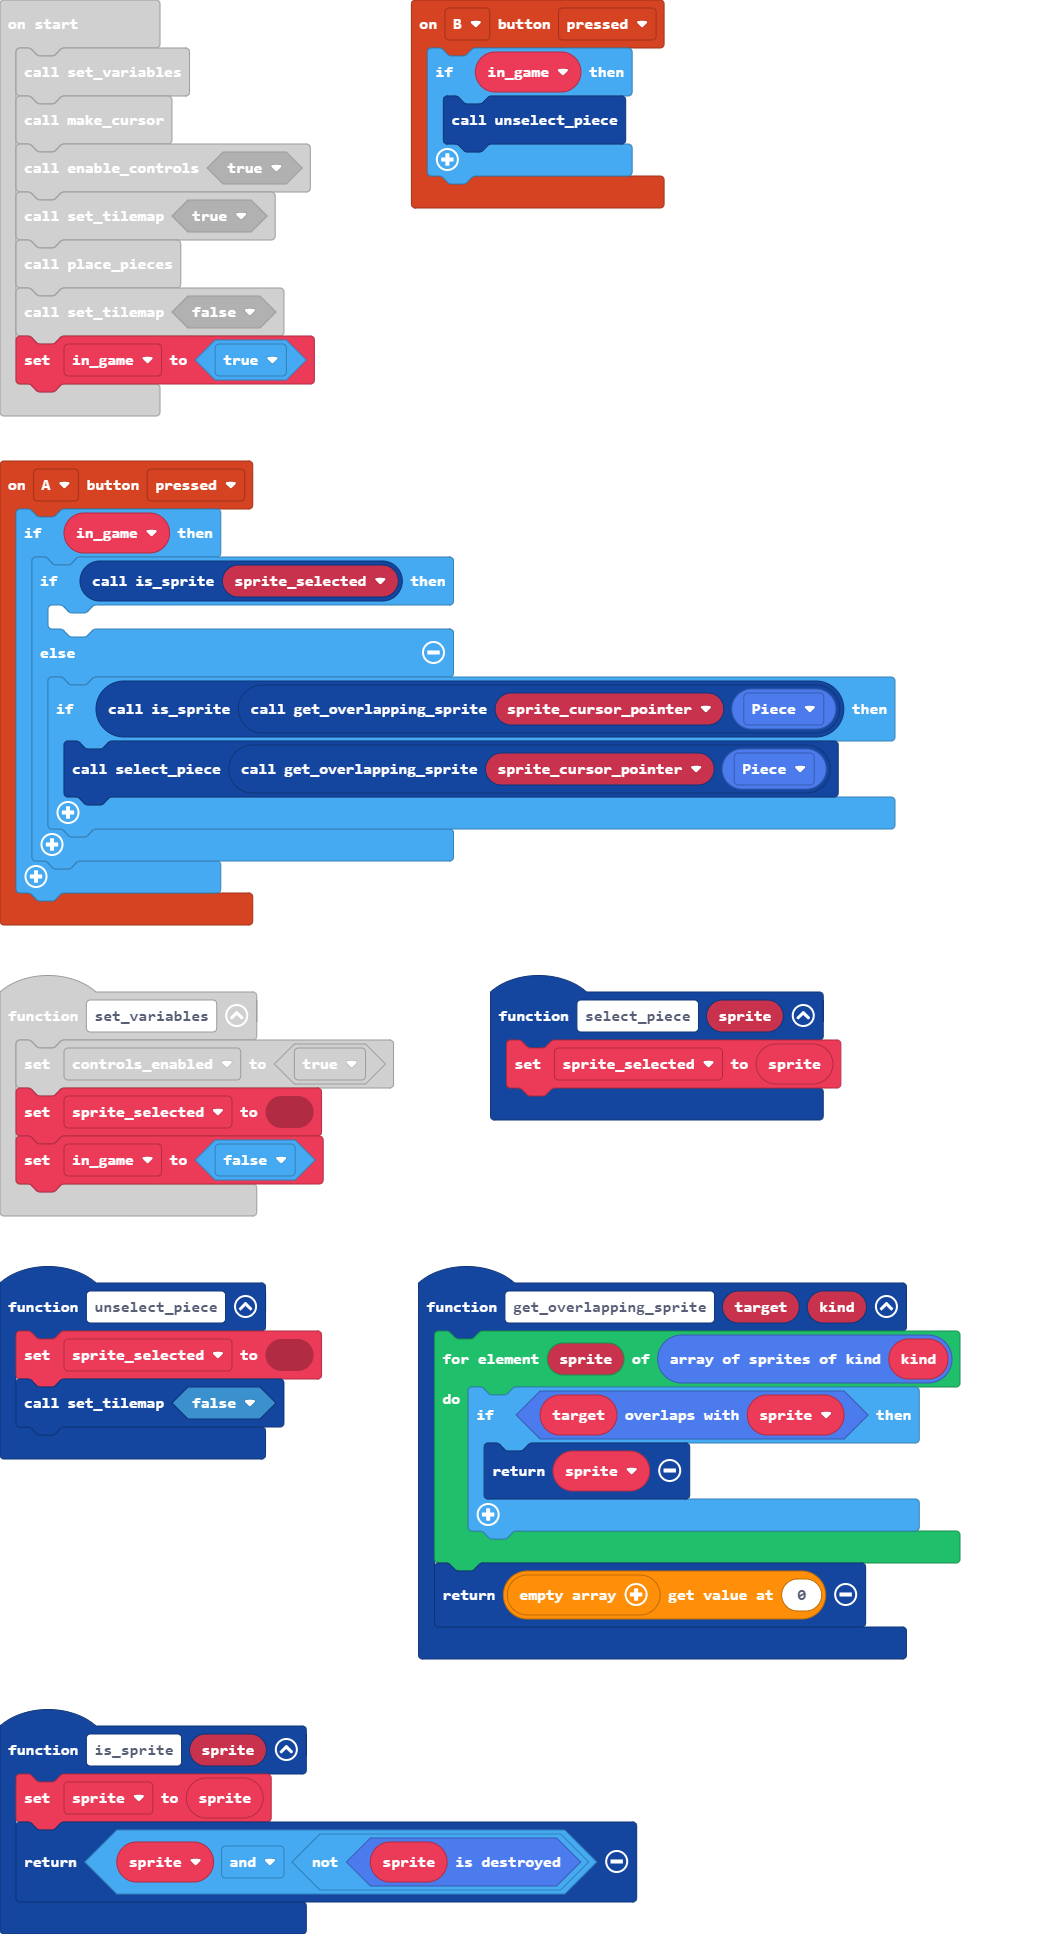 on start
call set_variables
call make_cursor
call enable_controls true
call set_tilemap true
call place_pieces
call set_tilemap false
set in_game to true
on B button pressed
if in_game then
call unselect_piece
on A button pressed
if in_game then
if call is_sprite sprite_selected then
else
if call is_sprite call get_overlapping_sprite sprite_cursor_pointer Piece then
call select_piece call get_overlapping_sprite sprite_cursor_pointer Piece
function set_variables
set controls_enabled to true
set sprite_selected to
set in_game to false
function select_piece sprite
set sprite_selected to sprite
function unselect_piece
set sprite_selected to
call set_tilemap false
function get_overlapping_sprite target kind
for element sprite of array of sprites of kind kind
do
if target overlaps with sprite then
return sprite
return empty array get value at 0
function is_sprite sprite
set sprite to sprite
return sprite and not sprite is destroyed